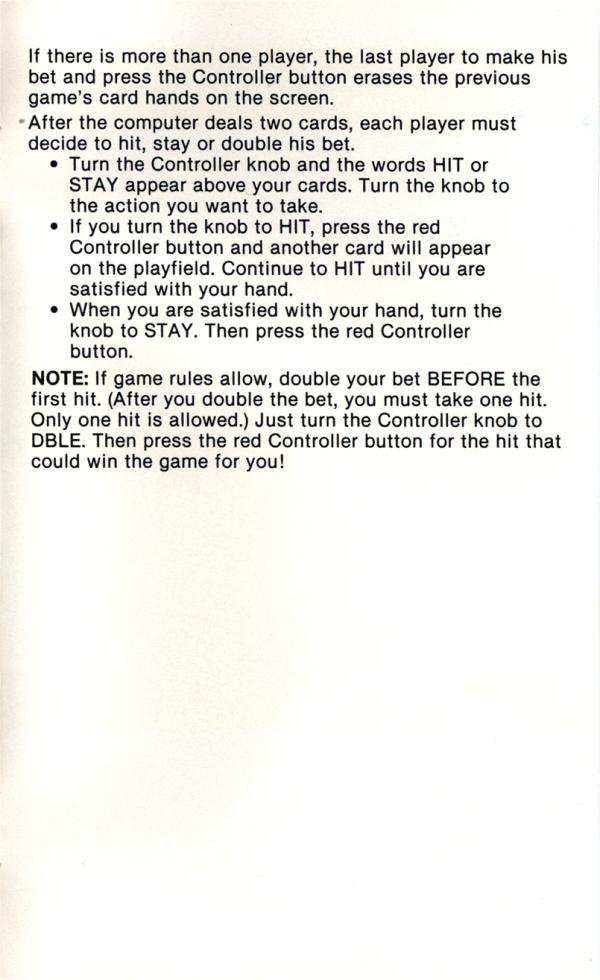 If there is more than one player, the last player to make his
bet and press the Controller button erases the previous
game's card hands on the screen.
After the computer deals two cards, each player must
decide to hit, stay or double his bet.
• Turn the Controller knob and the words HIT or
STAY appear above your cards. Turn the knob to
the action you want to take.
• If you turn the knob to HIT, press the red
Controller button and another card will appear
on the playfield. Continue to HIT until you are
satisfied with your hand.
• When you are satisfied with your hand, turn the
knob to STAY. Then press the red Controller
button.
NOTE: If game rules allow, double your bet BEFORE the
first hit. (After you double the bet, you must take one hit.
Only one hit is allowed.) Just turn the Controller knob to
DBLE. Then press the red Controller button for the hit that
could win the game for you!